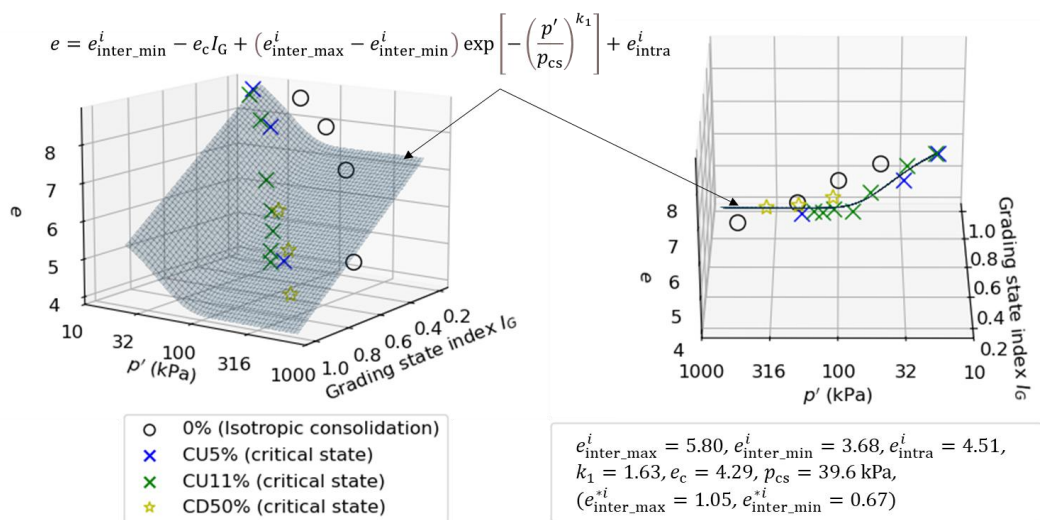 e = e^i_inter_min − e_c I_G + (e^i_inter_max − e^i_inter_min) exp [−(p′/p_cs)^k_1] + e^i_intra
8
7
6
5
4
e
10
32
100
316
1000
p′ (kPa)
1.0
0.8
0.6
0.4
0.2
Grading state index I_G
8
7
6
5
4
e
1000
316
100
32
10
p′ (kPa)
1.0
0.8
0.6
0.4
0.2
Grading state index I_G
0% (Isotropic consolidation)
CU5% (critical state)
CU11% (critical state)
CD50% (critical state)
e^i_inter_max = 5.80, e^i_inter_min = 3.68, e^i_intra = 4.51,
k_1 = 1.63, e_c = 4.29, p_cs = 39.6 kPa,
(e^*i_inter_max = 1.05, e^*i_inter_min = 0.67)